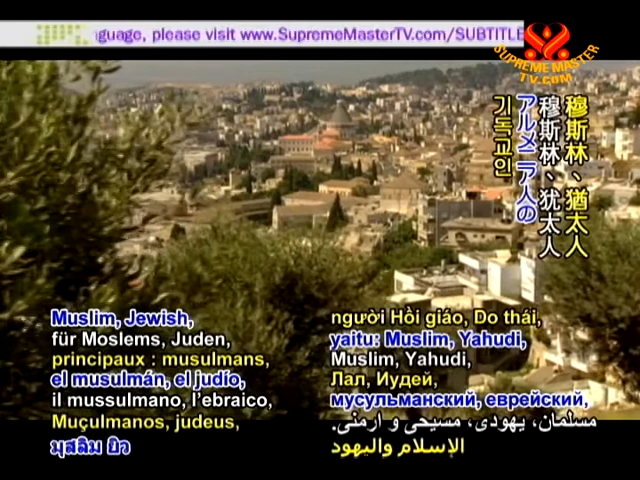 guage, please visit www.SupremeMasterTV.com/SUBTITLE
SUPREME MASTER
TV.COM
穆斯林、猶太人
穆斯林、犹太人
アルメニア人の
기독교인
Muslim, Jewish,
für Moslems, Juden,
principaux : musulmans,
el musulmán, el judío,
il mussulmano, l'ebraico,
Muçulmanos, judeus,
มุสลิม ยิว
người Hồi giáo, Do thái,
yaitu: Muslim, Yahudi,
Muslim, Yahudi,
Лал, Иудей,
мусульманский, еврейский,
مسلمان، یهودی، مسیحی و ارمنی.
الإسلام واليهود